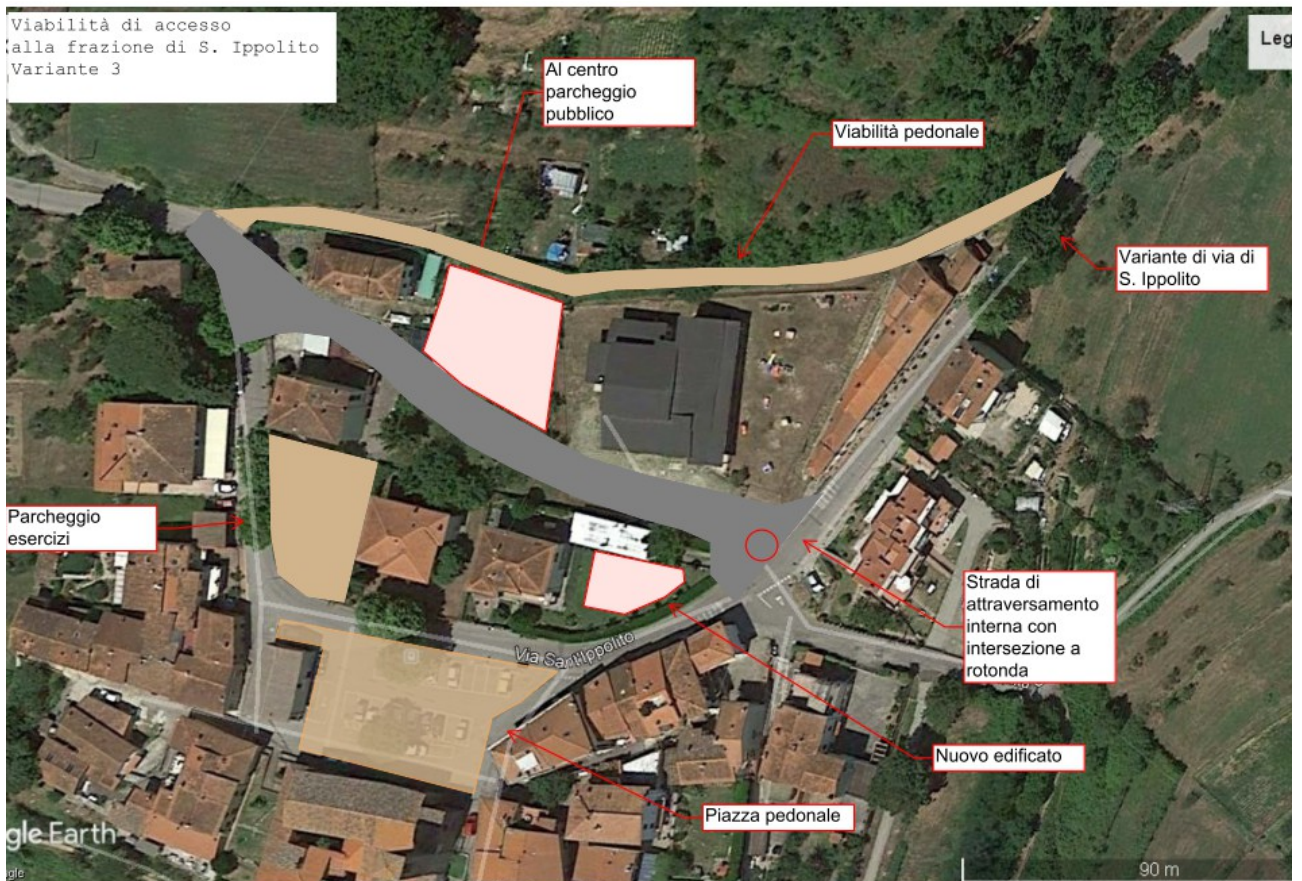 Viabilità di accesso
alla frazione di S. Ippolito
Variante 3
Leg
Al centro
parcheggio
pubblico
Viabilità pedonale
Variante di via di
S. Ippolito
Parcheggio
esercizi
Strada di
attraversamento
interna con
intersezione a
rotonda
Via Sant'Ippolito
Nuovo edificato
Piazza pedonale
gle Earth
gle
90 m